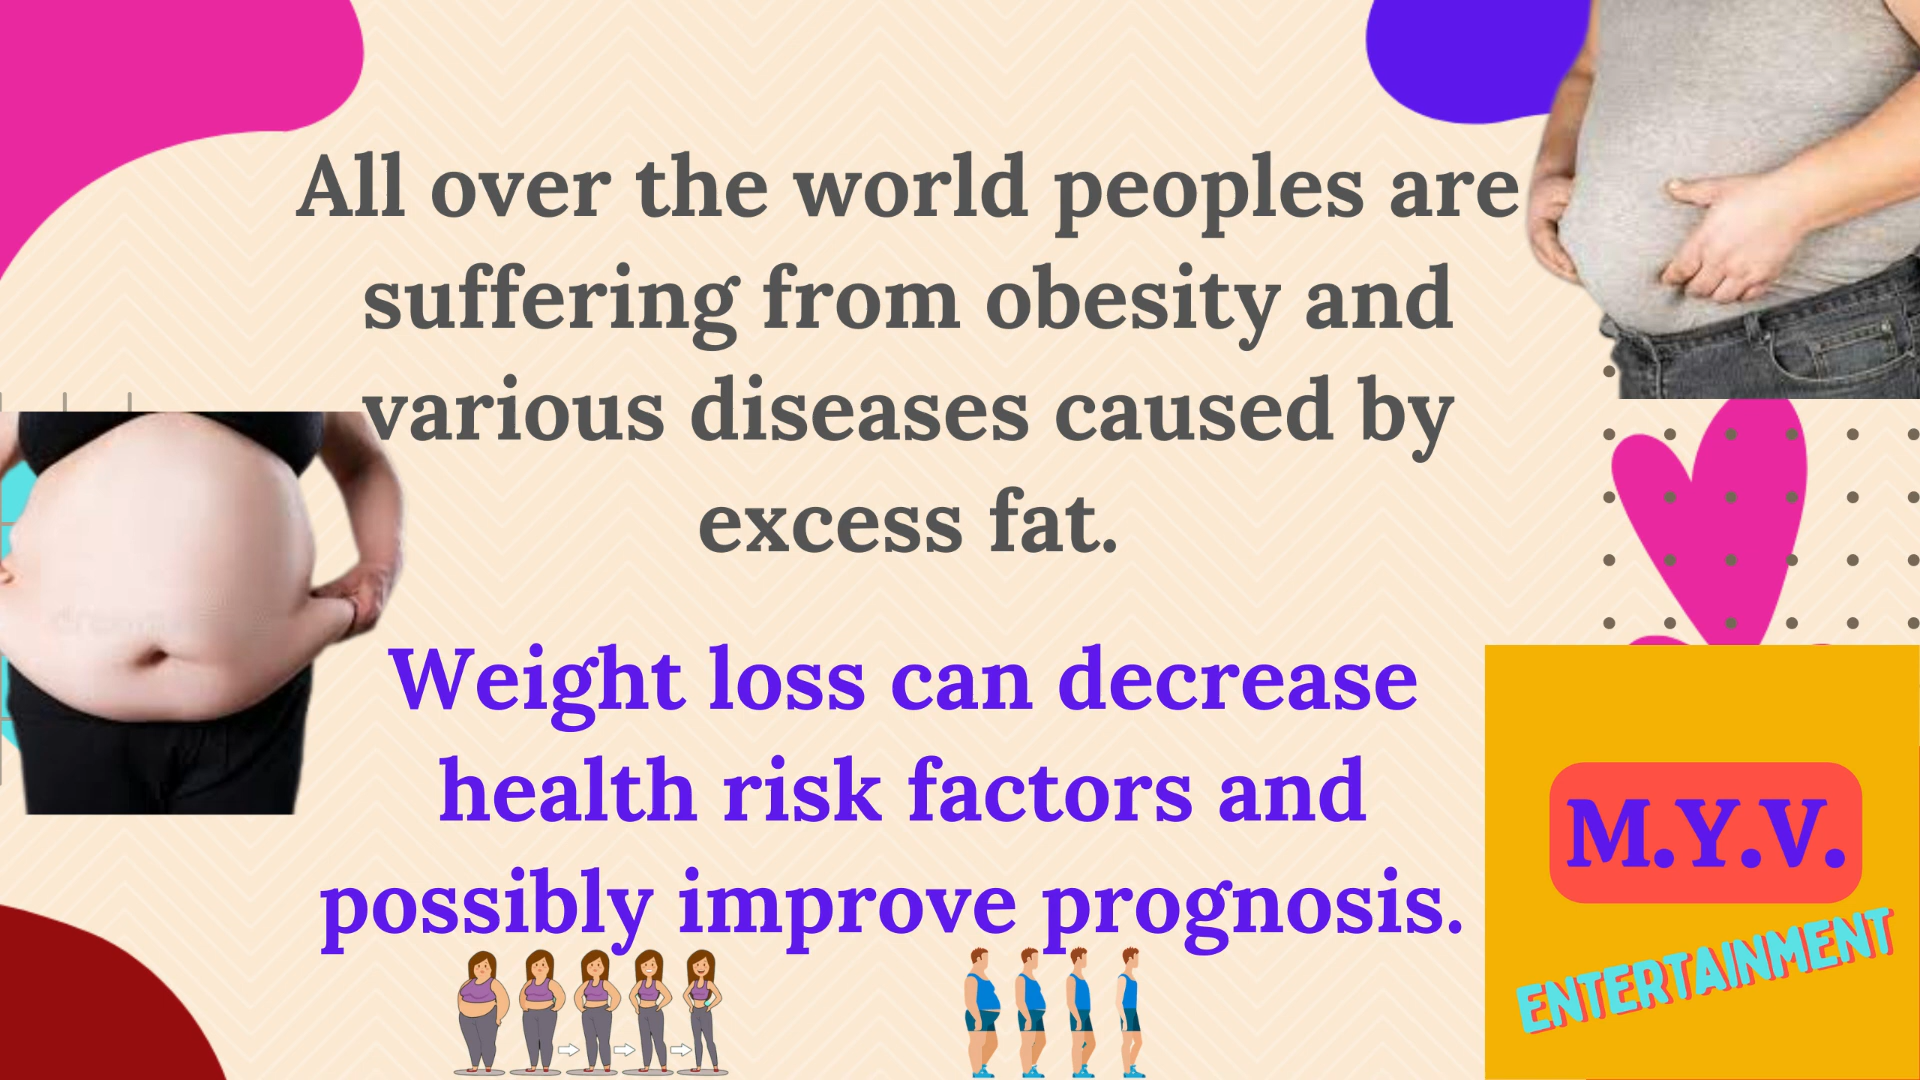 All over the world peoples are
suffering from obesity and
various diseases caused by
excess fat.
Weight loss can decrease
health risk factors and
possibly improve prognosis.
M.Y.V.
ENTERTAINMENT